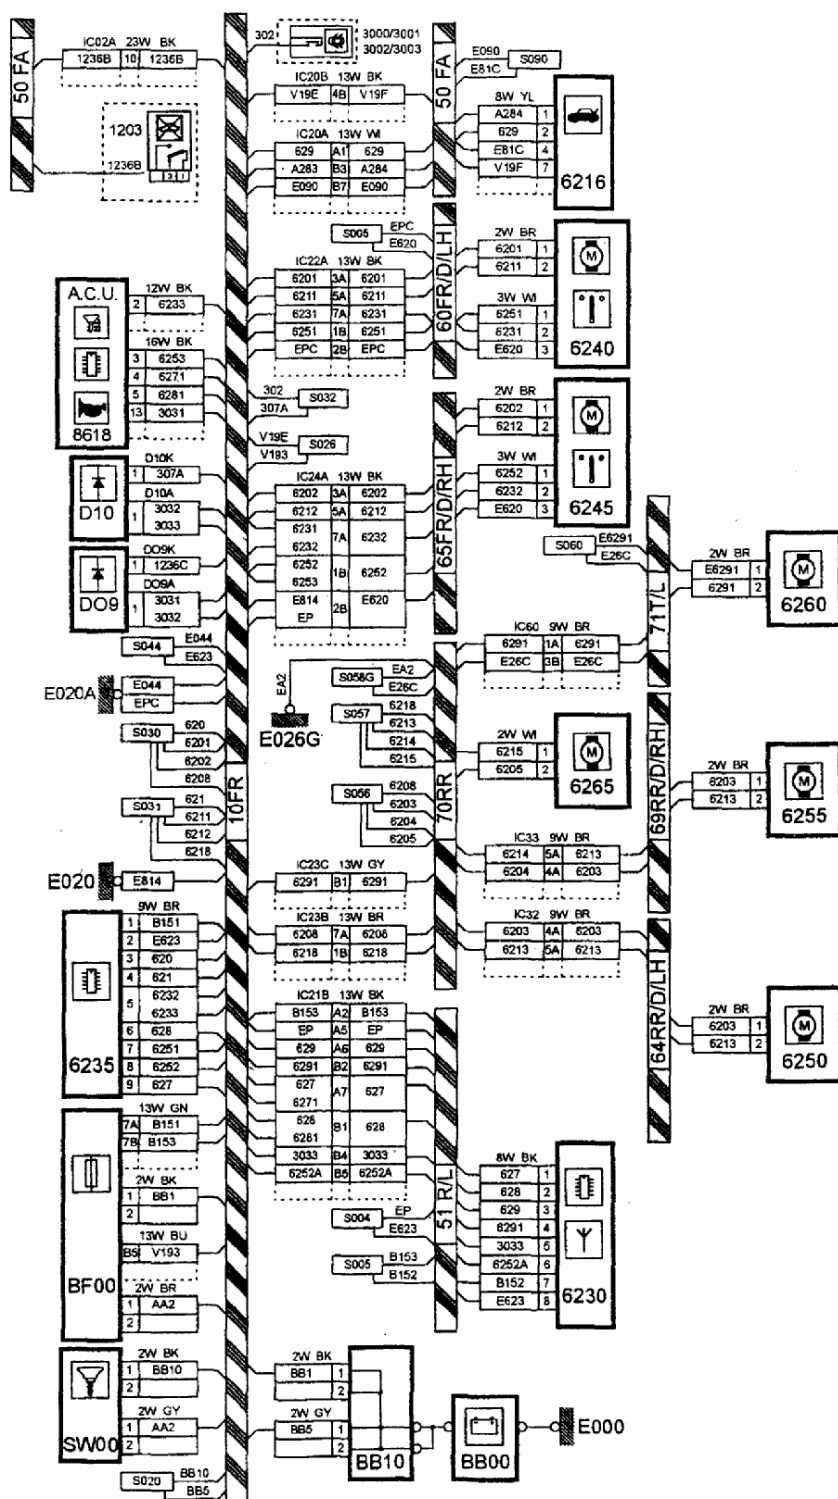 50 FA
IC02A 23W BK
1236B 10 1236B
1203
1236B
3 1
302
3000/3001
3002/3003
IC20B 13W BK
V19E 4B V19F
IC20A 13W WI
629 A1 629
A283 B3 A284
E090 B7 E090
50 FA
E090
E81C
S090
8W YL
A284 1
629 2
E81C 4
V19F 7
6216
S005
EPC
E620
IC22A 13W BK
6201 3A 6201
6211 5A 6211
6231 7A 6231
6251 1B 6251
EPC 2B EPC
60FR/D/LH
2W BR
6201 1
6211 2
3W WI
6251 1
6231 2
E620 3
M
6240
A.C.U.
8618
12W BK
2 6233
16W BK
3 6253
4 6271
5 6281
13 3031
302
307A
S032
V19E
V193
S026
D10
D10K
1 307A
D10A
1 3032
3033
DO9
DO9K
1 1236C
DO9A
1 3031
3032
IC24A 13W BK
6202 3A 6202
6212 5A 6212
6231
6232 7A 6232
6252
6253 1B 6252
E814
EP 2B E620
65FR/D/RH
2W BR
6202 1
6212 2
3W WI
6252 1
6232 2
E620 3
M
6245
S060
E6291
E26C
71T/L
2W BR
E6291 1
6291 2
M
6260
IC60 9W BR
6291 1A 6291
E26C 3B E26C
S044
E044
E623
E020A
E044
EPC
S030
620
6201
6202
6208
S031
621
6211
6212
6218
10FR
E020
E814
EA2
E026G
S058G
EA2
E26C
S057
6218
6213
6214
6215
S056
6208
6203
6204
6205
70RR
2W WI
6215 1
6205 2
M
6265
69RR/D/RH
2W BR
6203 1
6213 2
M
6255
IC33 9W BR
6214 5A 6213
6204 4A 6203
IC32 9W BR
6203 4A 6203
6213 5A 6213
64RR/D/LH
2W BR
6203 1
6213 2
M
6250
IC23C 13W GY
6291 B1 6291
IC23B 13W BR
6208 7A 6208
6218 1B 6218
6235
9W BR
1 B151
2 E623
3 620
4 621
5 6232
6233
6 628
7 6251
8 6252
9 627
IC21B 13W BK
B153 A2 B153
EP A5 EP
629 A6 629
6291 B2 6291
627
6271 A7 627
628
6281 B1 628
3033 B4 3033
6252A B5 6252A
51 R/L
S004
EP
E623
S005
B153
B152
8W BK
627 1
628 2
629 3
6291 4
3033 5
6252A 6
B152 7
E623 8
6230
BF00
13W GN
7A B151
7B B153
2W BK
1 BB1
2
13W BU
B5 V193
2W BR
1 AA2
2
SW00
2W BK
1 BB10
2
2W GY
1 AA2
2
S020
BB10
BB5
2W BK
BB1 1
2
2W GY
BB5 1
2
BB10
BB00
E000